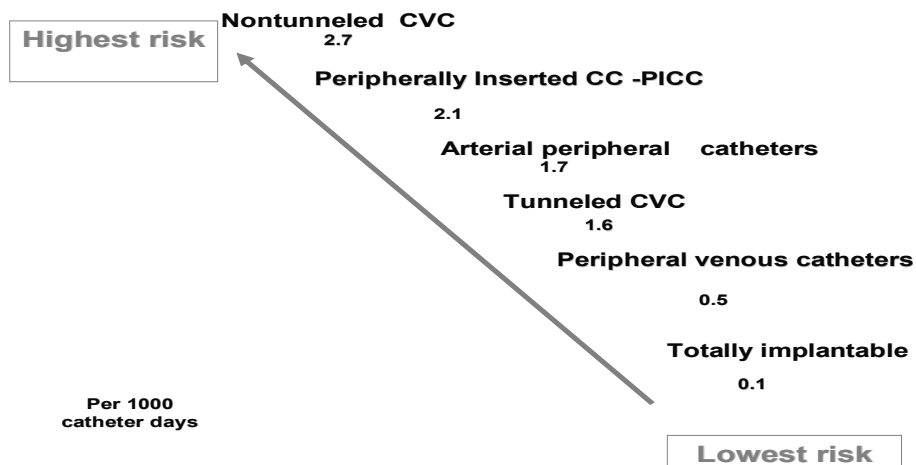 Nontunneled CVC
Highest risk
2.7
Peripherally Inserted CC -PICC
2.1
Arterial peripheral catheters
1.7
Tunneled CVC
1.6
Peripheral venous catheters
0.5
Totally implantable
0.1
Per 1000
catheter days
Lowest risk